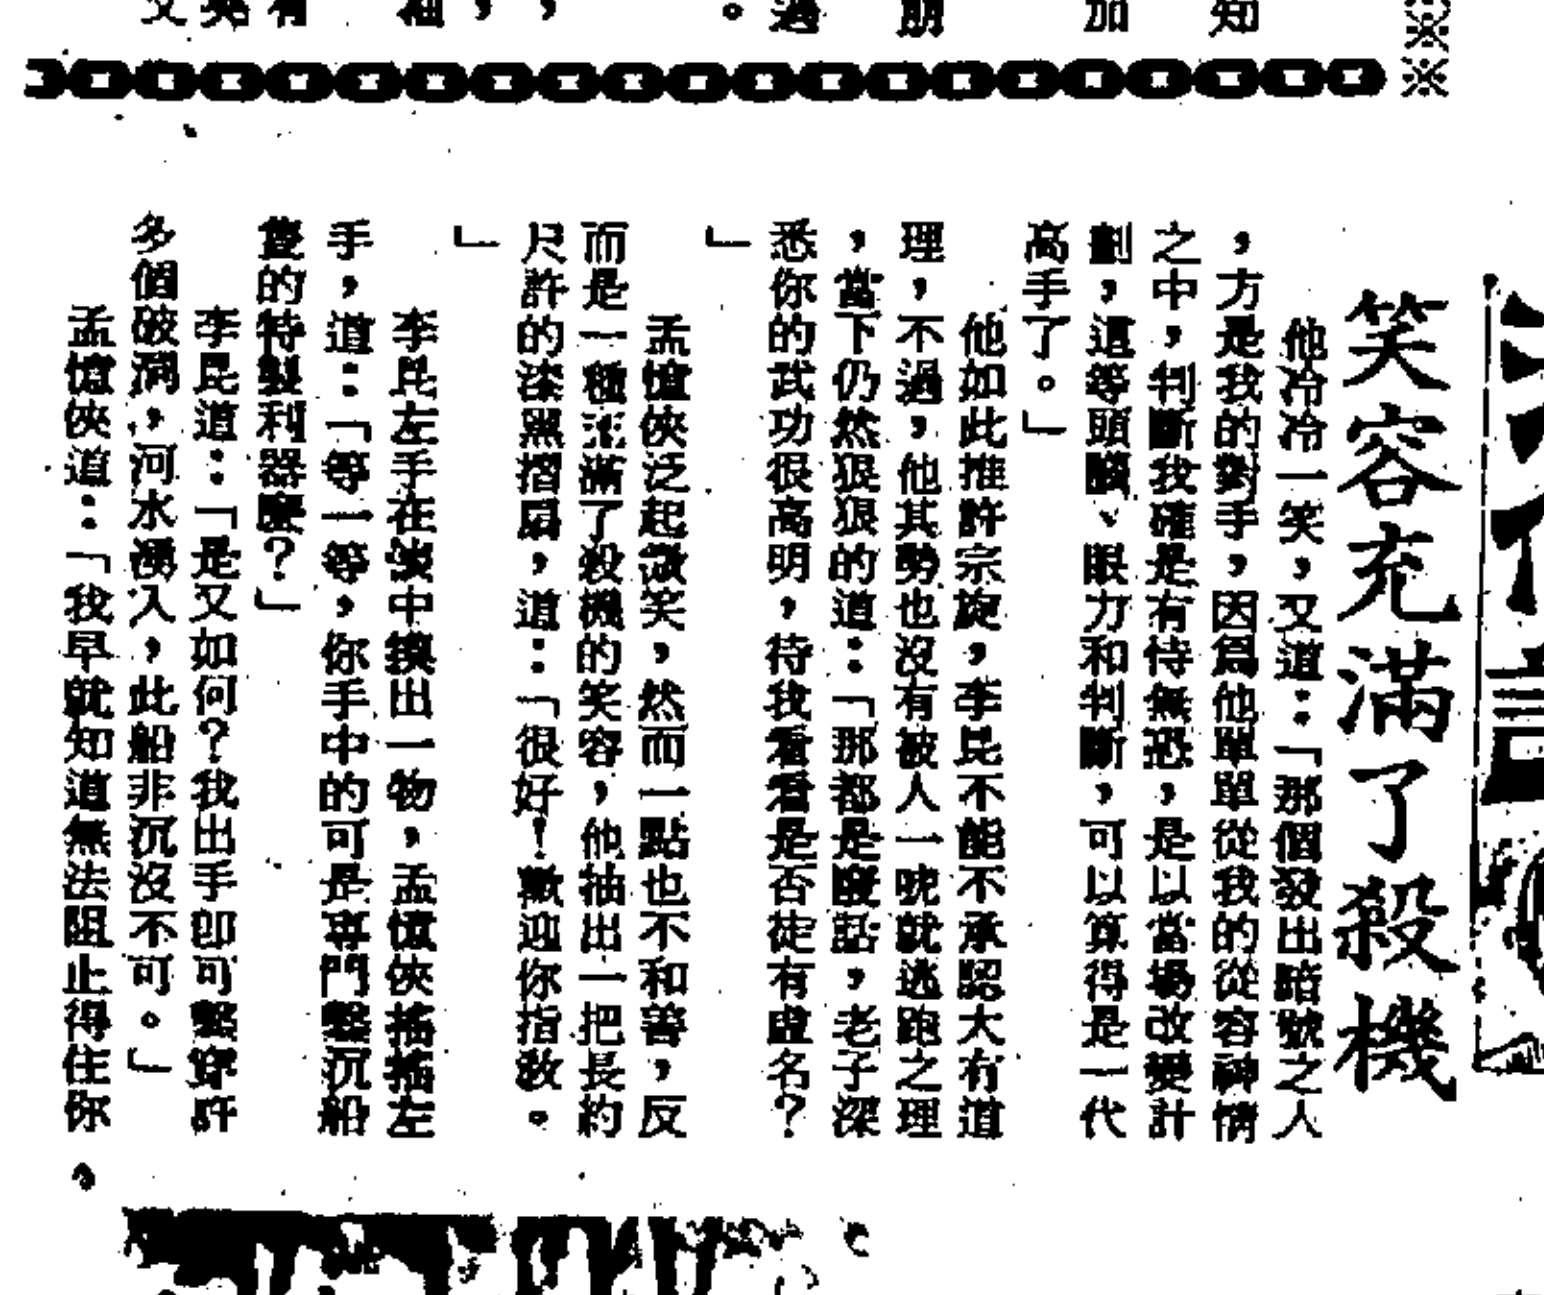 笑容充滿了殺機
他冷冷一笑，又道：「那個發出暗號之人
，方是我的對手，因爲他單單從我的從容神情
之中，判斷我確是有恃無恐，是以當場改變計
劃，這等頭腦、眼力和判斷，可以算得是一代
高手了。」
他如此推許宗旋，李昆不能不承認大有道
理，不過，他其勢也沒有被人一唬就逃跑之理
，當下仍然狠狠的道：「那都是廢話，老子深
悉你的武功很高明，待我看看是否徒有虛名？
」
孟憶俠泛起微笑，然而一點也不和善，反
而是一種充滿了殺機的笑容，他抽出一把長約
尺許的漆黑摺扇，道：「很好！歡迎你指敎。
」
李昆左手在波中摸出一物，孟憶俠搖搖左
手，道：「等一等，你手中的可是專門鑿沉船
隻的特製利器麼？」
李昆道：「是又如何？我出手卽可鑿穿許
多個破洞，河水湧入，此船非沉沒不可。」
孟憶俠道：「我早就知道無法阻止得住你